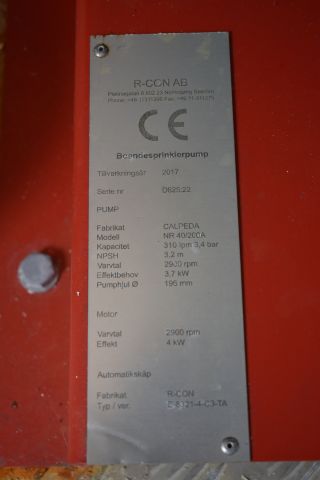 R-CON AB
CE
Boendesprinklerpump
Tillverkningsår 2017
Serie nr D625:22
PUMP
Fabrikat CALPEDA
Modell NR 40/200A
Kapacitet 310 lpm 3,4 bar
NPSH 3,2 m
Varvtal 2900 rpm
Effektbehov 3,7 kW
Pumphjul Ø 195 mm
Motor
Varvtal 2900 rpm
Effekt 4 kW
Automatikskåp
Fabrikat R-CON
Typ / ver.